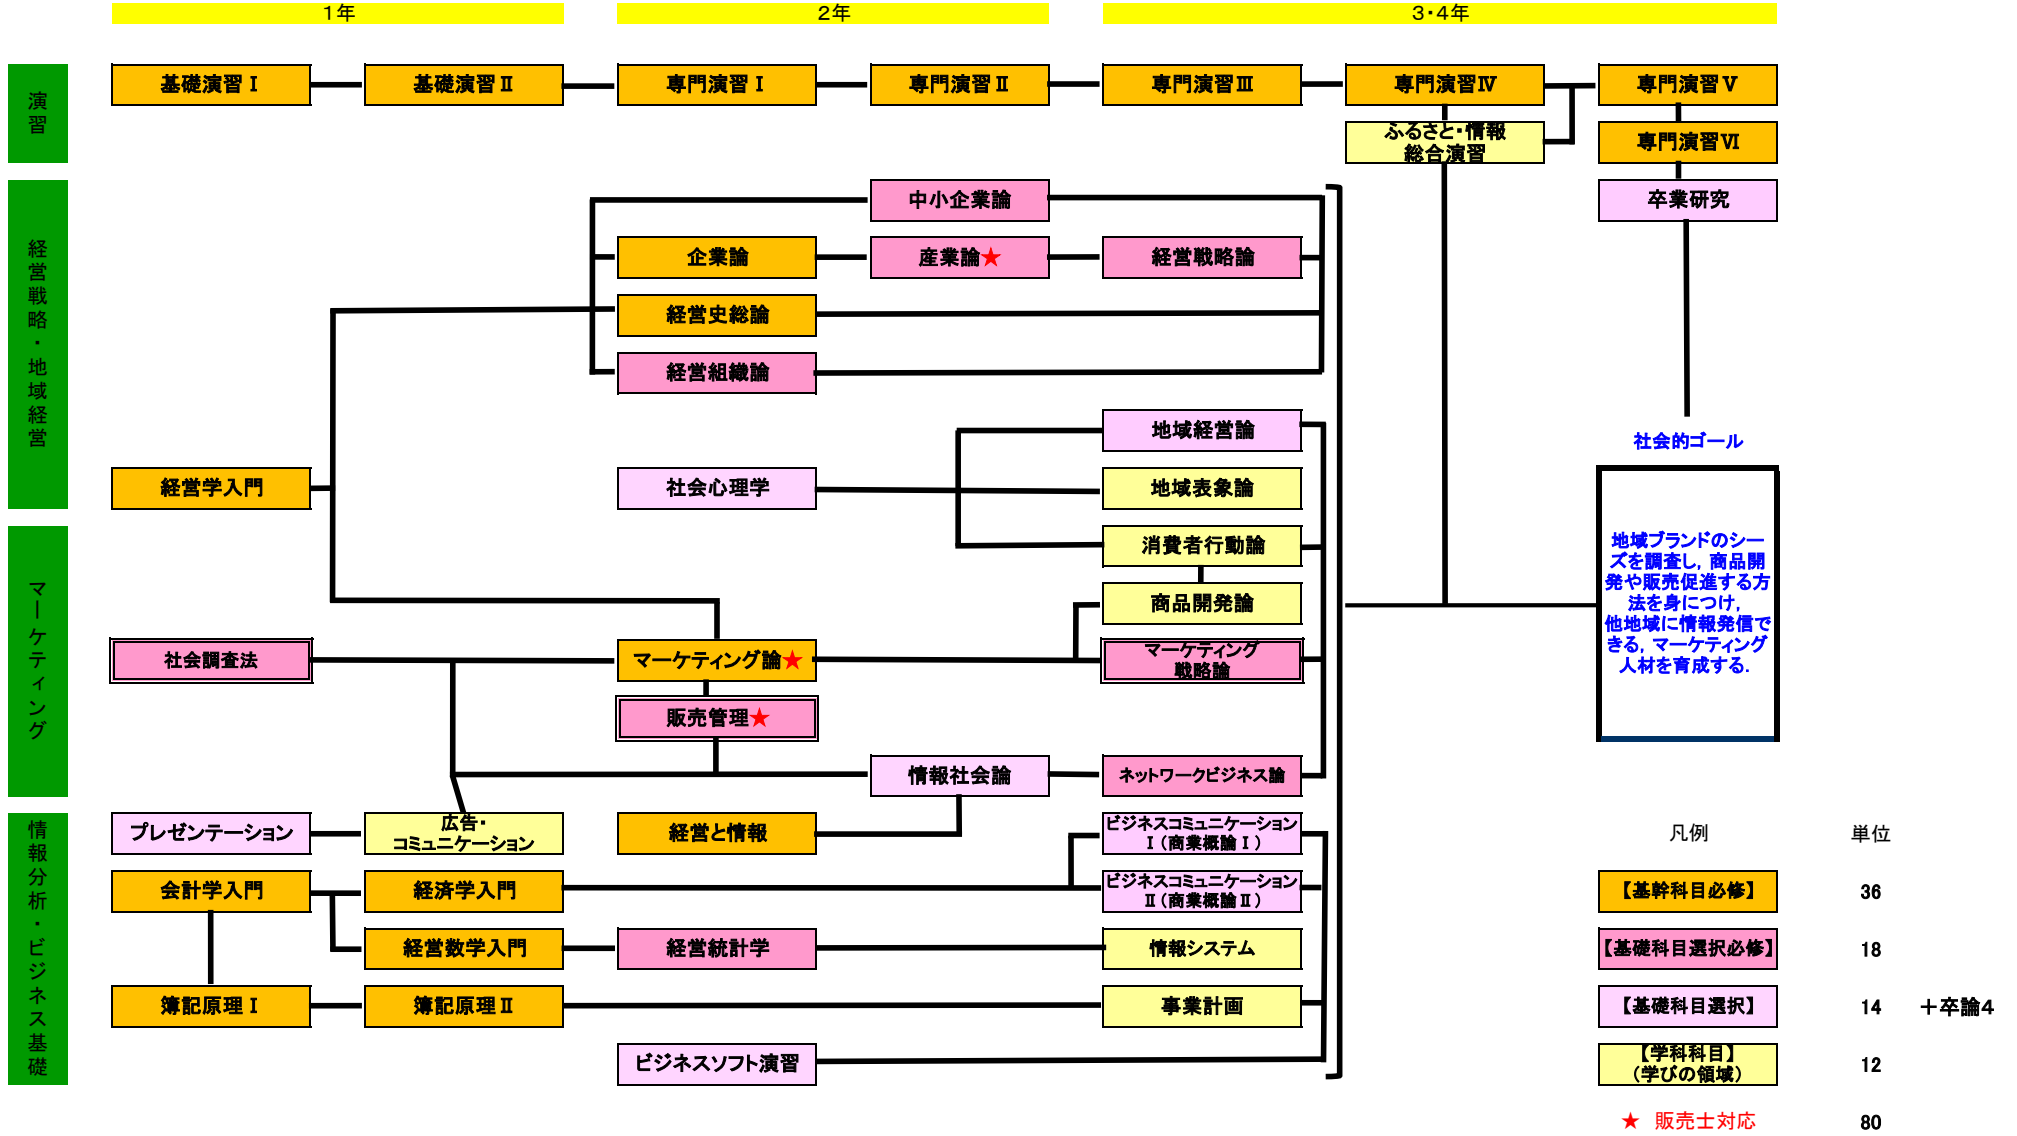 １年
２年
３・４年
演習
基礎演習Ⅰ
基礎演習Ⅱ
専門演習Ⅰ
専門演習Ⅱ
専門演習Ⅲ
専門演習Ⅳ
専門演習Ⅴ
ふるさと・情報
総合演習
専門演習Ⅵ
経営戦略・地域経営
中小企業論
卒業研究
企業論
産業論★
経営戦略論
経営史総論
経営組織論
地域経営論
社会的ゴール
経営学入門
社会心理学
地域表象論
マーケティング
消費者行動論
商品開発論
地域ブランドのシー
ズを調査し，商品開
発や販売促進する方
法を身につけ，
他地域に情報発信で
きる，マーケティング
人材を育成する．
社会調査法
マーケティング論★
マーケティング
戦略論
販売管理★
情報社会論
ネットワークビジネス論
情報分析・ビジネス基礎
プレゼンテーション
広告・
コミュニケーション
経営と情報
ビジネスコミュニケーション
Ⅰ（商業概論Ⅰ）
凡例
単位
会計学入門
経済学入門
ビジネスコミュニケーション
Ⅱ（商業概論Ⅱ）
【基幹科目必修】
36
経営数学入門
経営統計学
情報システム
【基礎科目選択必修】
18
簿記原理Ⅰ
簿記原理Ⅱ
事業計画
【基礎科目選択】
14
＋卒論４
ビジネスソフト演習
【学科科目】
（学びの領域）
12
★ 販売士対応
80